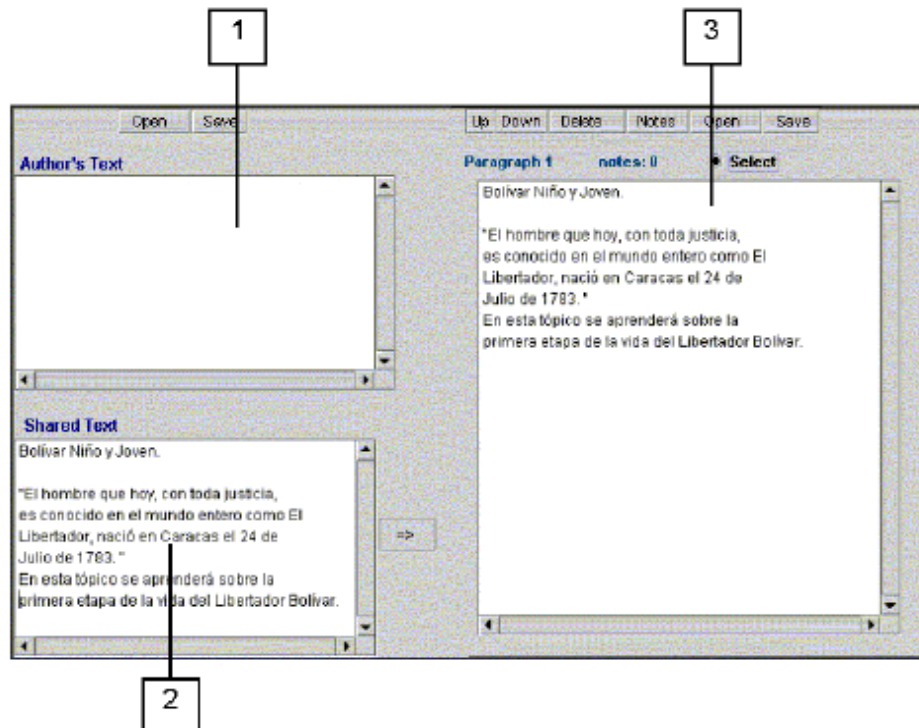 1
3
Open Save
Up Down Delete Notes Open Save
Author's Text
Paragraph 1 notes: 0 Select
Bolívar Niño y Joven.
"El hombre que hoy, con toda justicia,
es conocido en el mundo entero como El
Libertador, nació en Caracas el 24 de
Julio de 1783."
En esta tópico se aprenderá sobre la
primera etapa de la vida del Libertador Bolívar.
Shared Text
Bolívar Niño y Joven.
"El hombre que hoy, con toda justicia,
es conocido en el mundo entero como El
Libertador, nació en Caracas el 24 de
Julio de 1783."
En esta tópico se aprenderá sobre la
primera etapa de la vida del Libertador Bolívar.
=>
2